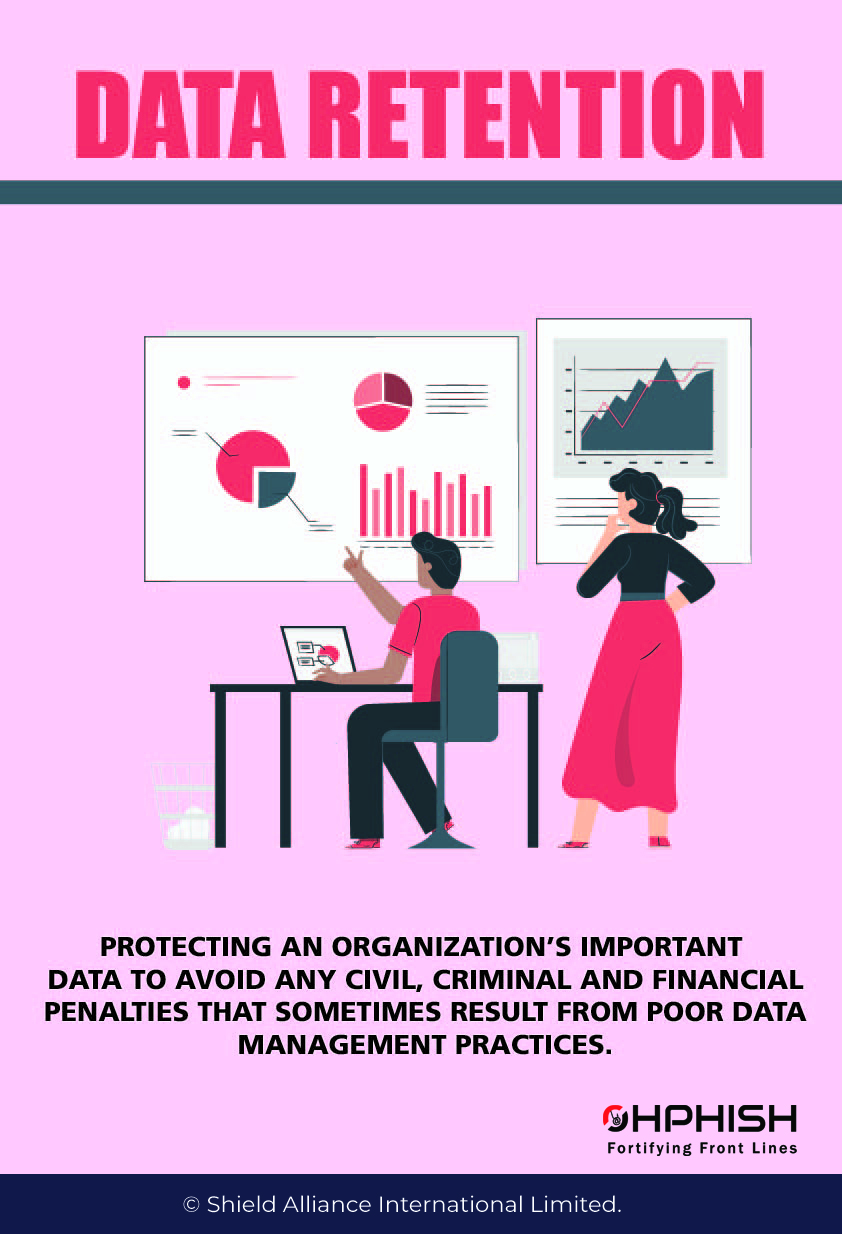 DATA RETENTION
PROTECTING AN ORGANIZATION’S IMPORTANT
DATA TO AVOID ANY CIVIL, CRIMINAL AND FINANCIAL
PENALTIES THAT SOMETIMES RESULT FROM POOR DATA
MANAGEMENT PRACTICES.
OHPHISH
Fortifying Front Lines
© Shield Alliance International Limited.